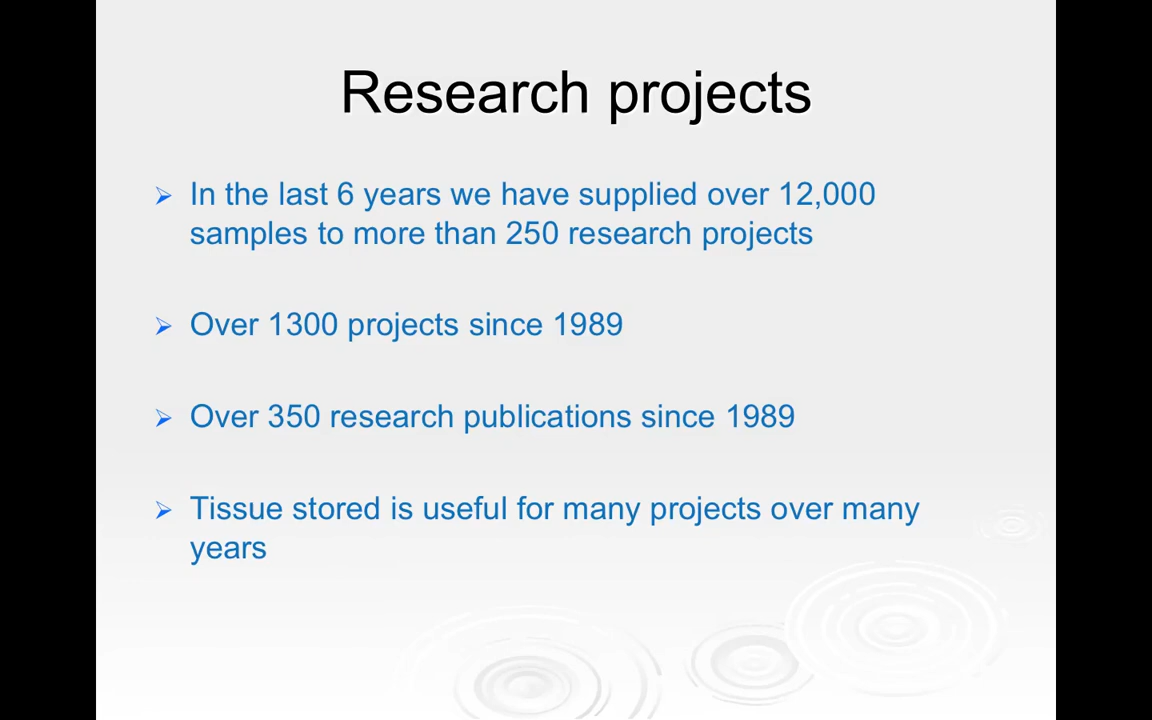 Research projects
In the last 6 years we have supplied over 12,000
samples to more than 250 research projects
Over 1300 projects since 1989
Over 350 research publications since 1989
Tissue stored is useful for many projects over many
years